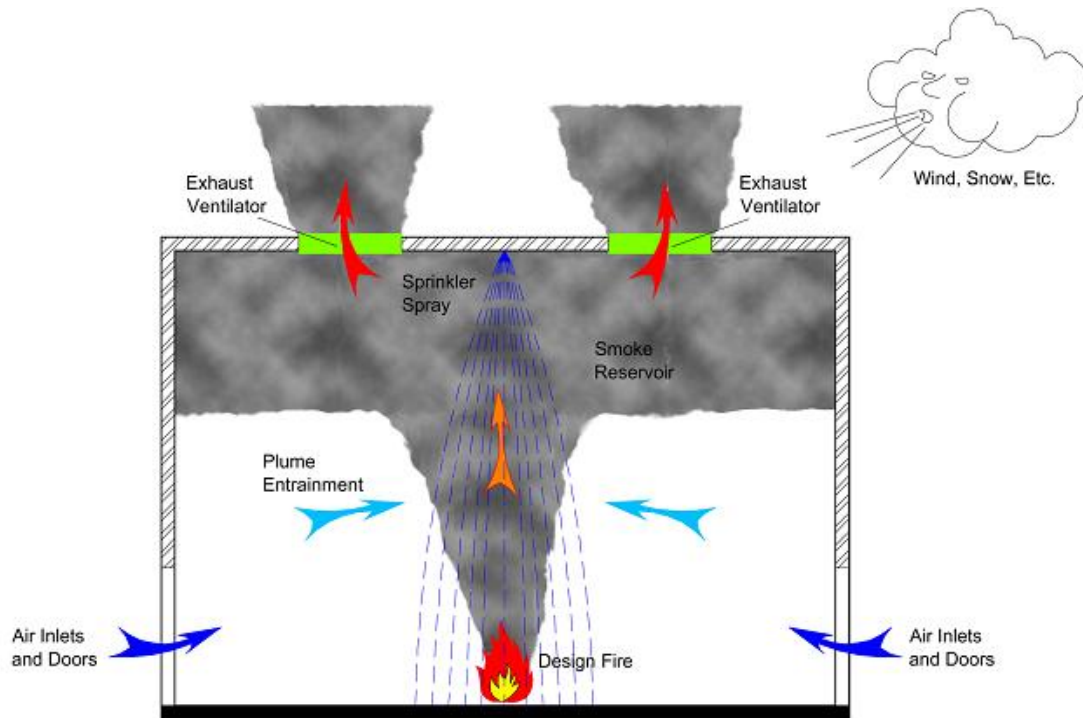 Wind, Snow, Etc.
Exhaust
Ventilator
Exhaust
Ventilator
Sprinkler
Spray
Smoke
Reservoir
Plume
Entrainment
Air Inlets
and Doors
Design Fire
Air Inlets
and Doors